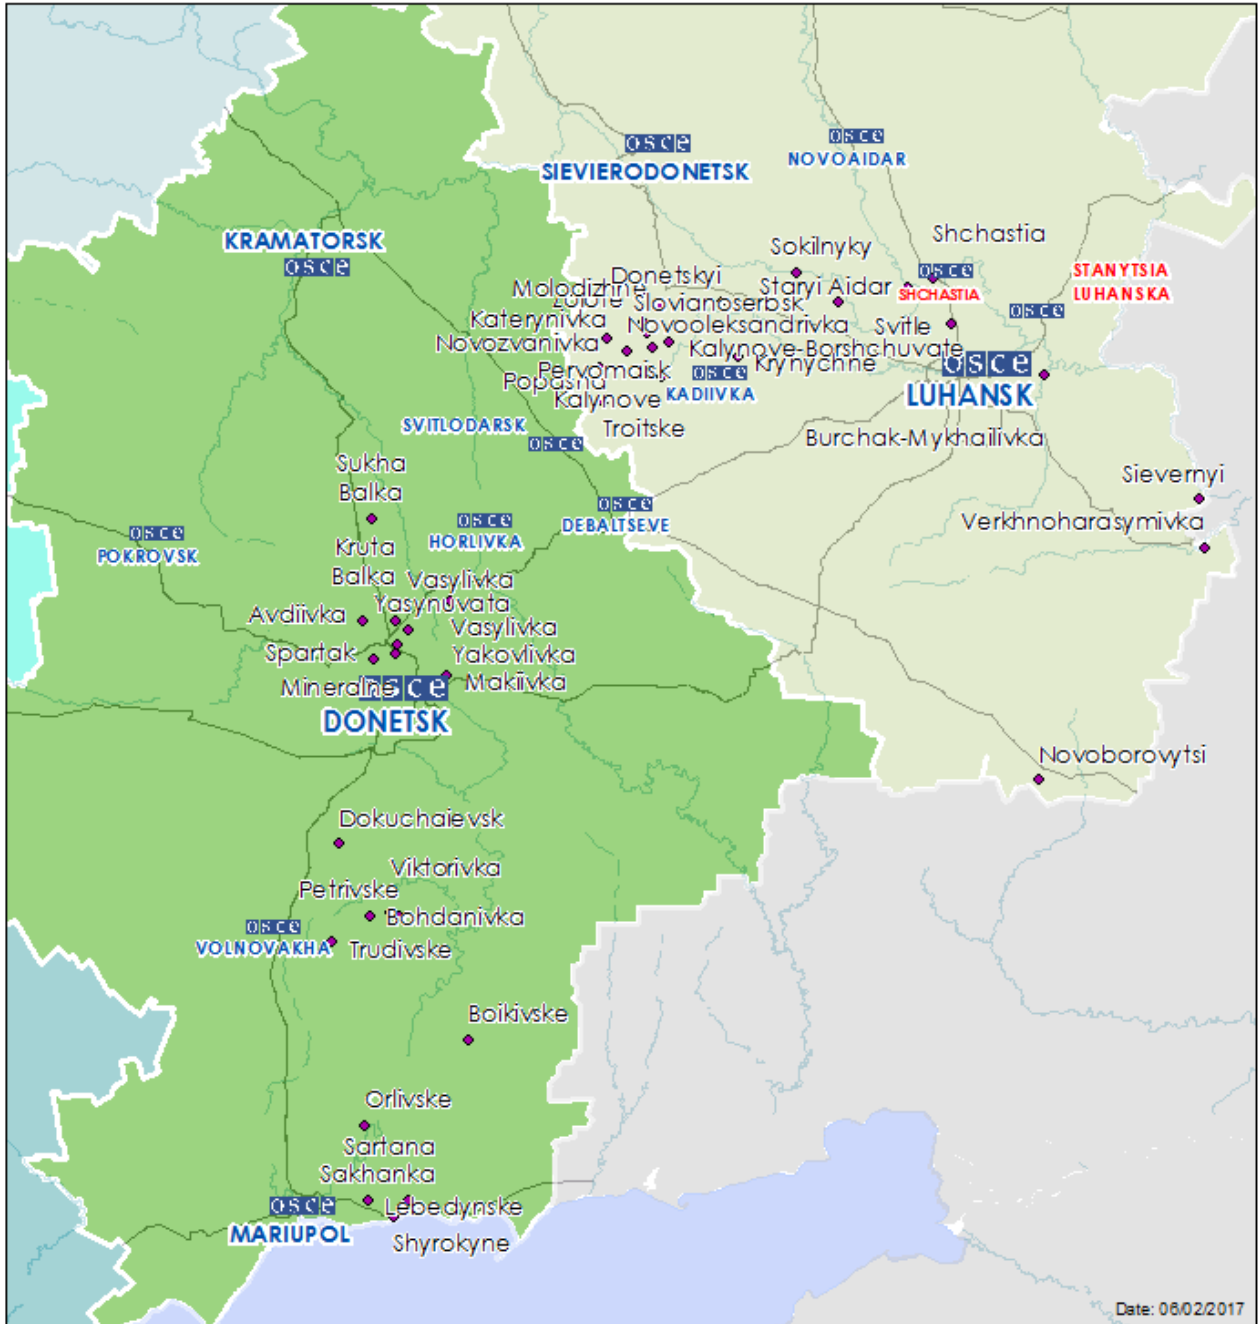 osce
SIEVIERODONETSK
osce
NOVOAIDAR
KRAMATORSK
osce
Sokilnyky
Shchastia
osce
SHCHASTIA
STANYTSIA
LUHANSKA
osce
Donetskyi
Molodizhne
Zolote
Staryi Aidar
Slovianoserbsk
Katerynivka
Novooleksandrivka
Svitle
Novozvanivka
Kalynove-Borshchuvate
Krynychne
Pervomaisk
Popasna
osce
KADIIVKA
osce
LUHANSK
Kalynove
Troitske
SVITLODARSK
osce
Burchak-Mykhailivka
Sukha
Balka
Sievernyi
osce
DEBALTSEVE
osce
HORLIVKA
Verkhnoharasymivka
osce
POKROVSK
Kruta
Balka
Vasylivka
Avdiivka
Yasynuvata
Vasylivka
Spartak
Yakovlivka
Mineralne
Makiivka
osce
DONETSK
Novoborovytsi
Dokuchaievsk
Viktorivka
Petrivske
Bohdanivka
osce
VOLNOVAKHA
Trudivske
Boikivske
Orlivske
Sartana
Sakhanka
osce
MARIUPOL
Lebedynske
Shyrokyne
Date: 06/02/2017